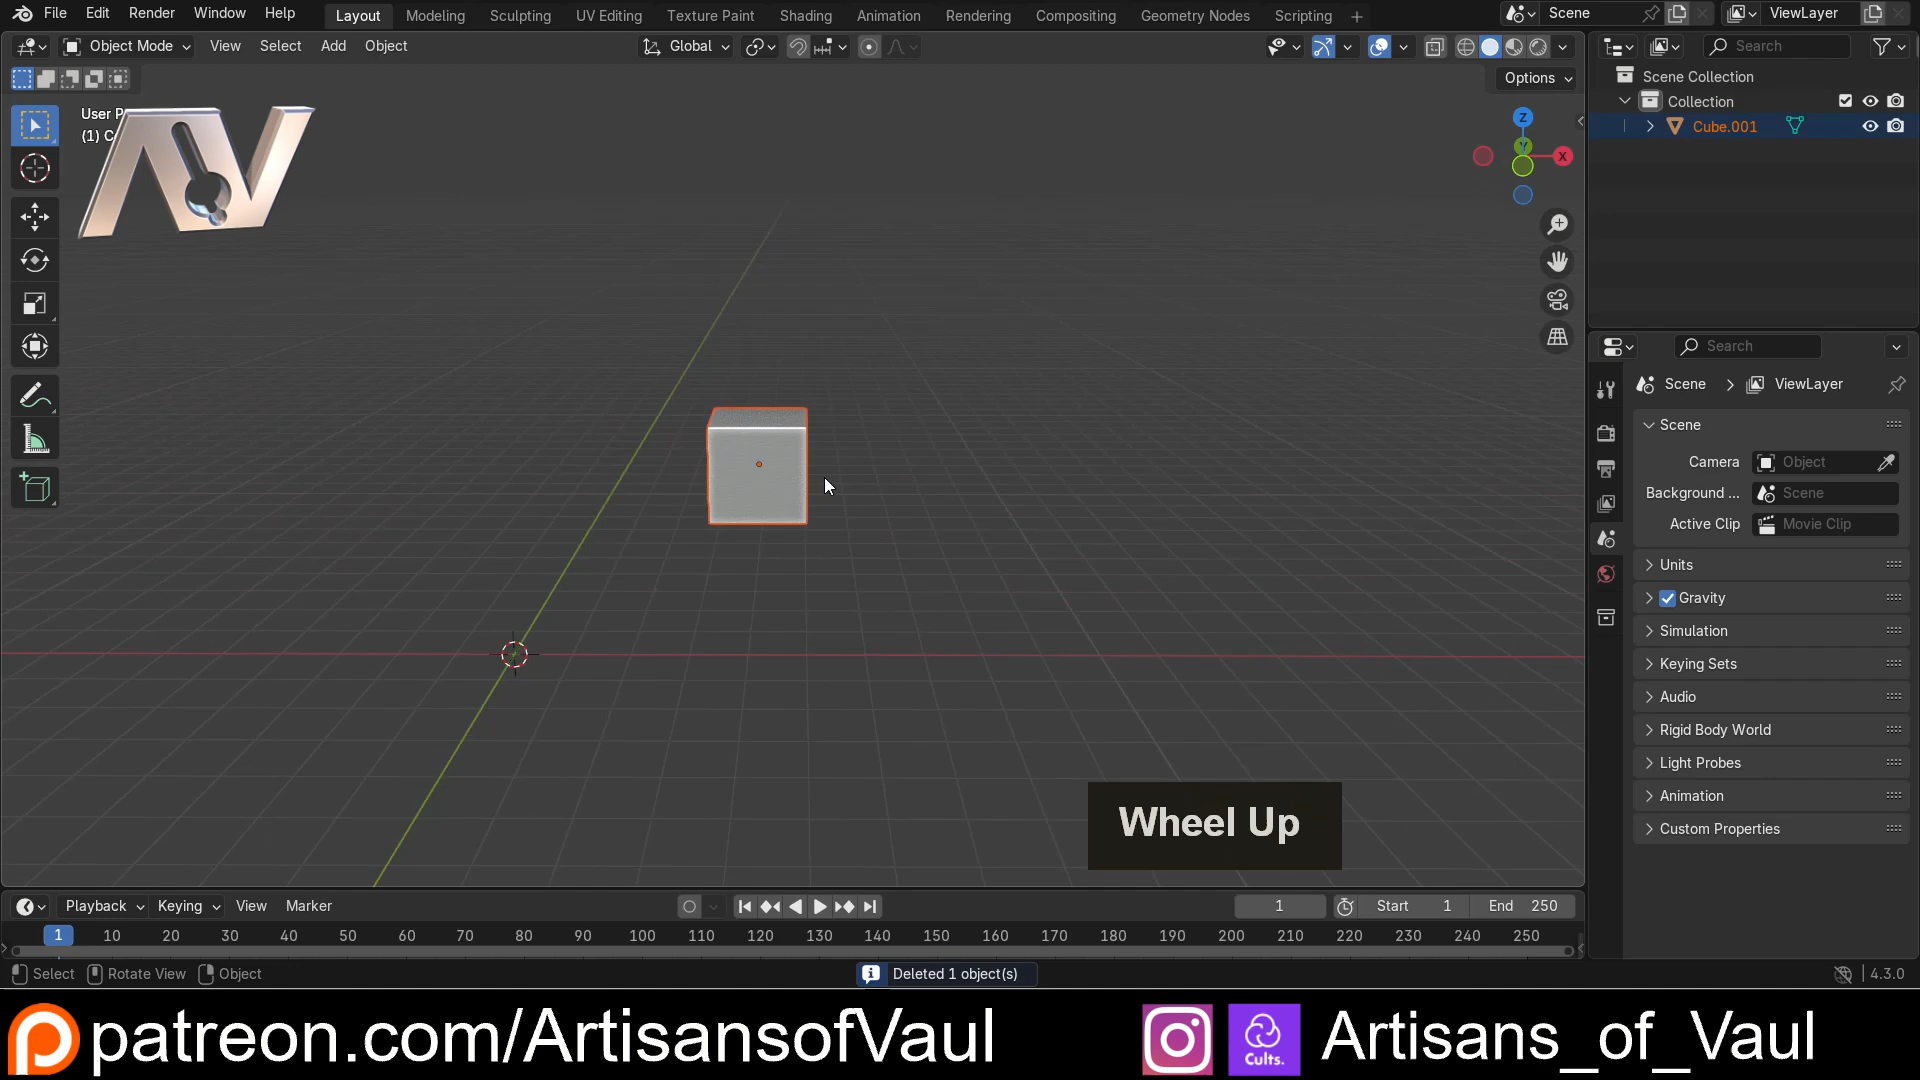 File Edit Render Window Help Layout Modeling Sculpting UV Editing Texture Paint Shading Animation Rendering Compositing Geometry Nodes Scripting + Scene ViewLayer
Object Mode View Select Add Object Global Search
Options
Scene Collection
Collection
Cube.001
User P
(1) C
Z
Y
X
Search
Scene > ViewLayer
Scene
Camera Object
Background ... Scene
Active Clip Movie Clip
Units
Gravity
Simulation
Keying Sets
Audio
Rigid Body World
Light Probes
Animation
Custom Properties
Wheel Up
Playback Keying View Marker 1 Start 1 End 250
1 10 20 30 40 50 60 70 80 90 100 110 120 130 140 150 160 170 180 190 200 210 220 230 240 250
Select Rotate View Object Deleted 1 object(s) 4.3.0
patreon.com/ArtisansofVaul Cults. Artisans_of_Vaul